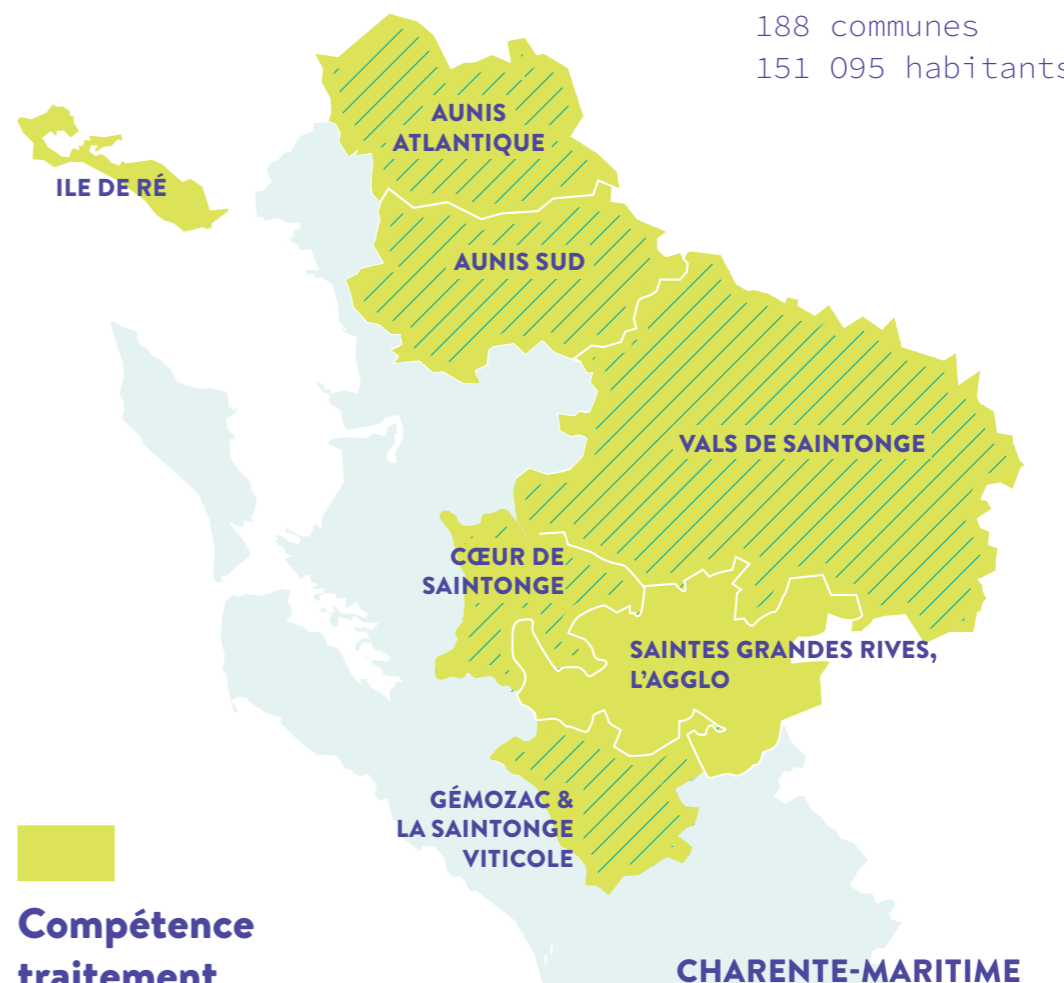 188 communes
151 095 habitants
AUNIS
ATLANTIQUE
ILE DE RÉ
AUNIS SUD
VALS DE SAINTONGE
CŒUR DE
SAINTONGE
SAINTES GRANDES RIVES,
L'AGGLO
GÉMOZAC &
LA SAINTONGE
VITICOLE
Compétence
traitement
CHARENTE-MARITIME